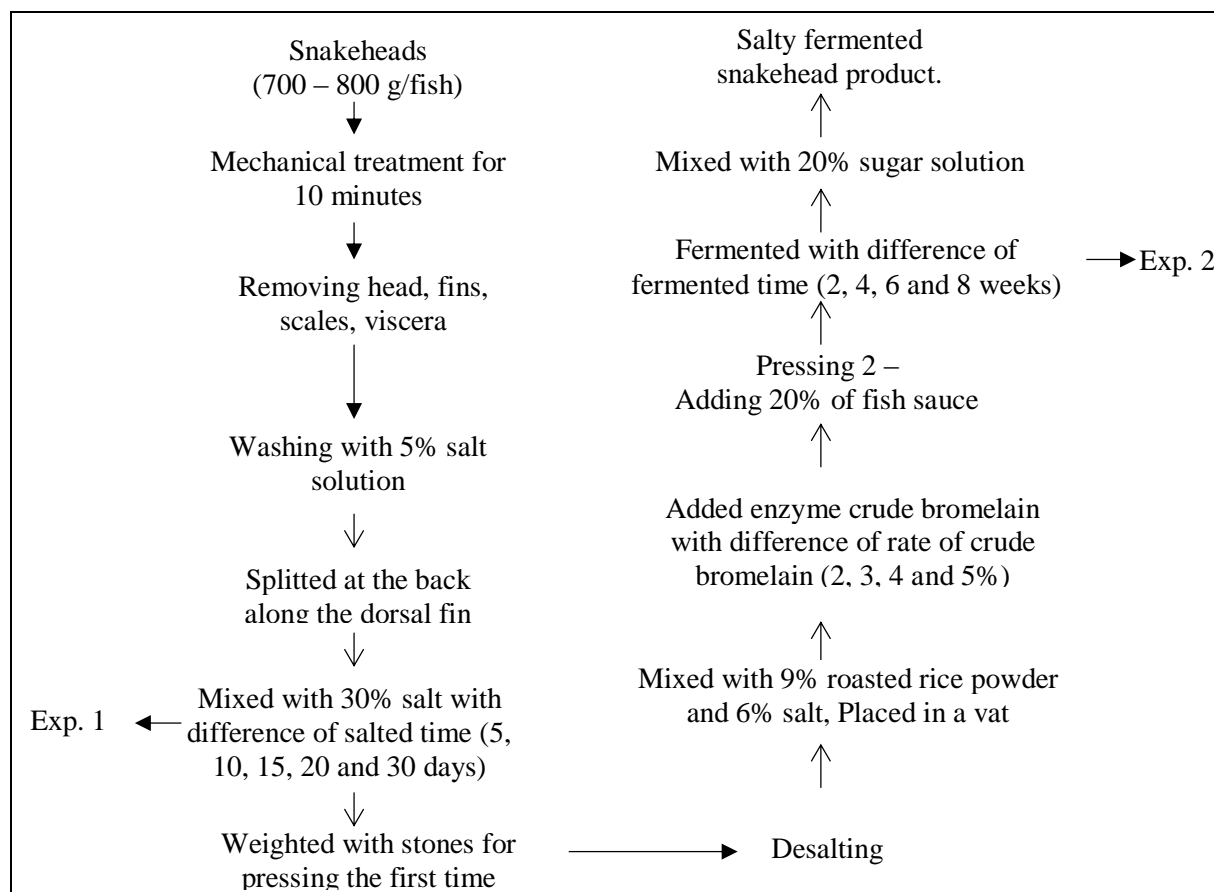 Snakeheads
(700 – 800 g/fish)
Mechanical treatment for
10 minutes
Removing head, fins,
scales, viscera
Washing with 5% salt
solution
Splitted at the back
along the dorsal fin
Exp. 1
Mixed with 30% salt with
difference of salted time (5,
10, 15, 20 and 30 days)
Weighted with stones for
pressing the first time
Desalting
Mixed with 9% roasted rice powder
and 6% salt, Placed in a vat
Added enzyme crude bromelain
with difference of rate of crude
bromelain (2, 3, 4 and 5%)
Pressing 2 –
Adding 20% of fish sauce
Fermented with difference of
fermented time (2, 4, 6 and 8 weeks)
Exp. 2
Mixed with 20% sugar solution
Salty fermented
snakehead product.